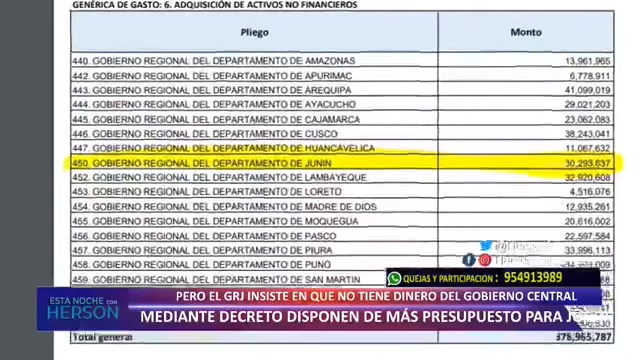 GENÉRICA DE GASTO: 6. ADQUISICIÓN DE ACTIVOS NO FINANCIEROS
Pliego Monto
440. GOBIERNO REGIONAL DEL DEPARTAMENTO DE AMAZONAS 13,961,965
442. GOBIERNO REGIONAL DEL DEPARTAMENTO DE APURIMAC 6,778,911
443. GOBIERNO REGIONAL DEL DEPARTAMENTO DE AREQUIPA 41,099,019
444. GOBIERNO REGIONAL DEL DEPARTAMENTO DE AYACUCHO 29,021,203
445. GOBIERNO REGIONAL DEL DEPARTAMENTO DE CAJAMARCA 23,062,083
446. GOBIERNO REGIONAL DEL DEPARTAMENTO DE CUSCO 38,243,041
447. GOBIERNO REGIONAL DEL DEPARTAMENTO DE HUANCAVELICA 11,067,632
450. GOBIERNO REGIONAL DEL DEPARTAMENTO DE JUNIN 30,293,637
452. GOBIERNO REGIONAL DEL DEPARTAMENTO DE LAMBAYEQUE 32,920,608
453. GOBIERNO REGIONAL DEL DEPARTAMENTO DE LORETO 4,516,076
454. GOBIERNO REGIONAL DEL DEPARTAMENTO DE MADRE DE DIOS 12,935,261
455. GOBIERNO REGIONAL DEL DEPARTAMENTO DE MOQUEGUA 20,616,002
456. GOBIERNO REGIONAL DEL DEPARTAMENTO DE PASCO 22,597,584
457. GOBIERNO REGIONAL DEL DEPARTAMENTO DE PIURA 33,996,113
458. GOBIERNO REGIONAL DEL DEPARTAMENTO DE PUNO
459. GOBIERNO REGIONAL DEL DEPARTAMENTO DE SAN MARTIN
QUEJAS Y PARTICIPACION : 954913989
PERO EL GRJ INSISTE EN QUE NO TIENE DINERO DEL GOBIERNO CENTRAL
ESTA NOCHE CON
HERSON
MEDIANTE DECRETO DISPONEN DE MÁS PRESUPUESTO PARA
Total general 378,965,787